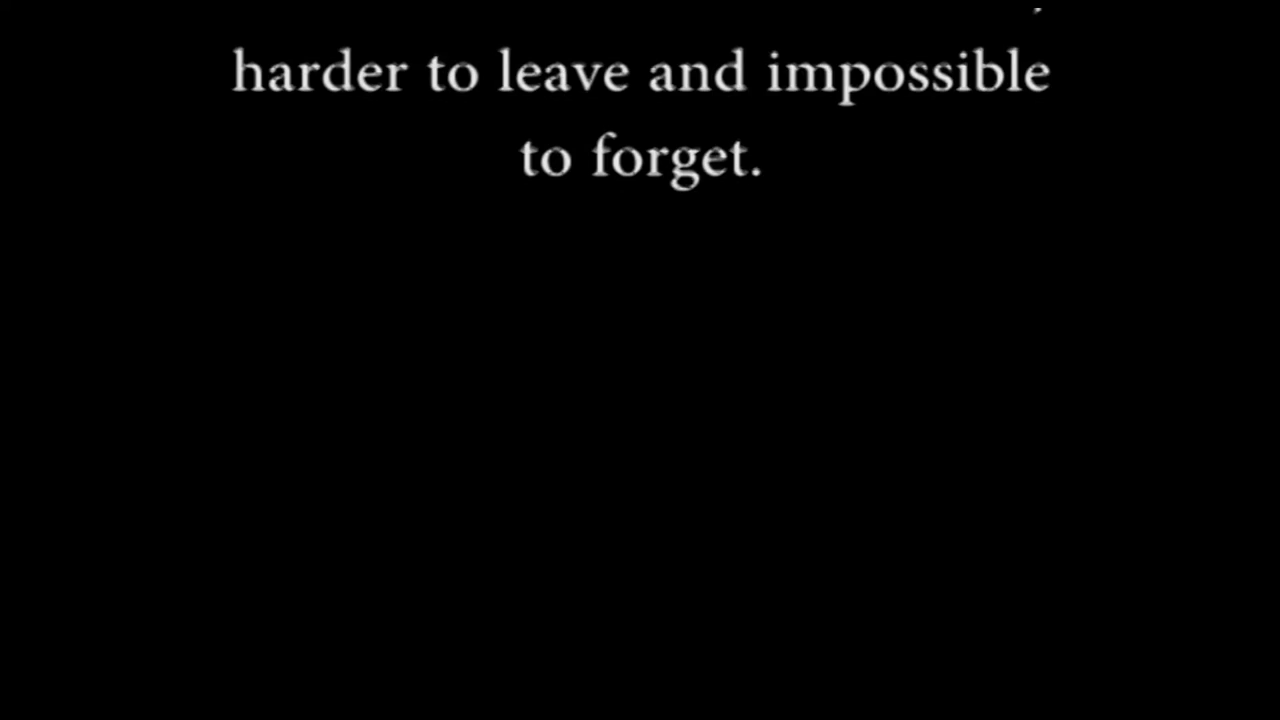 harder to leave and impossible
to forget.